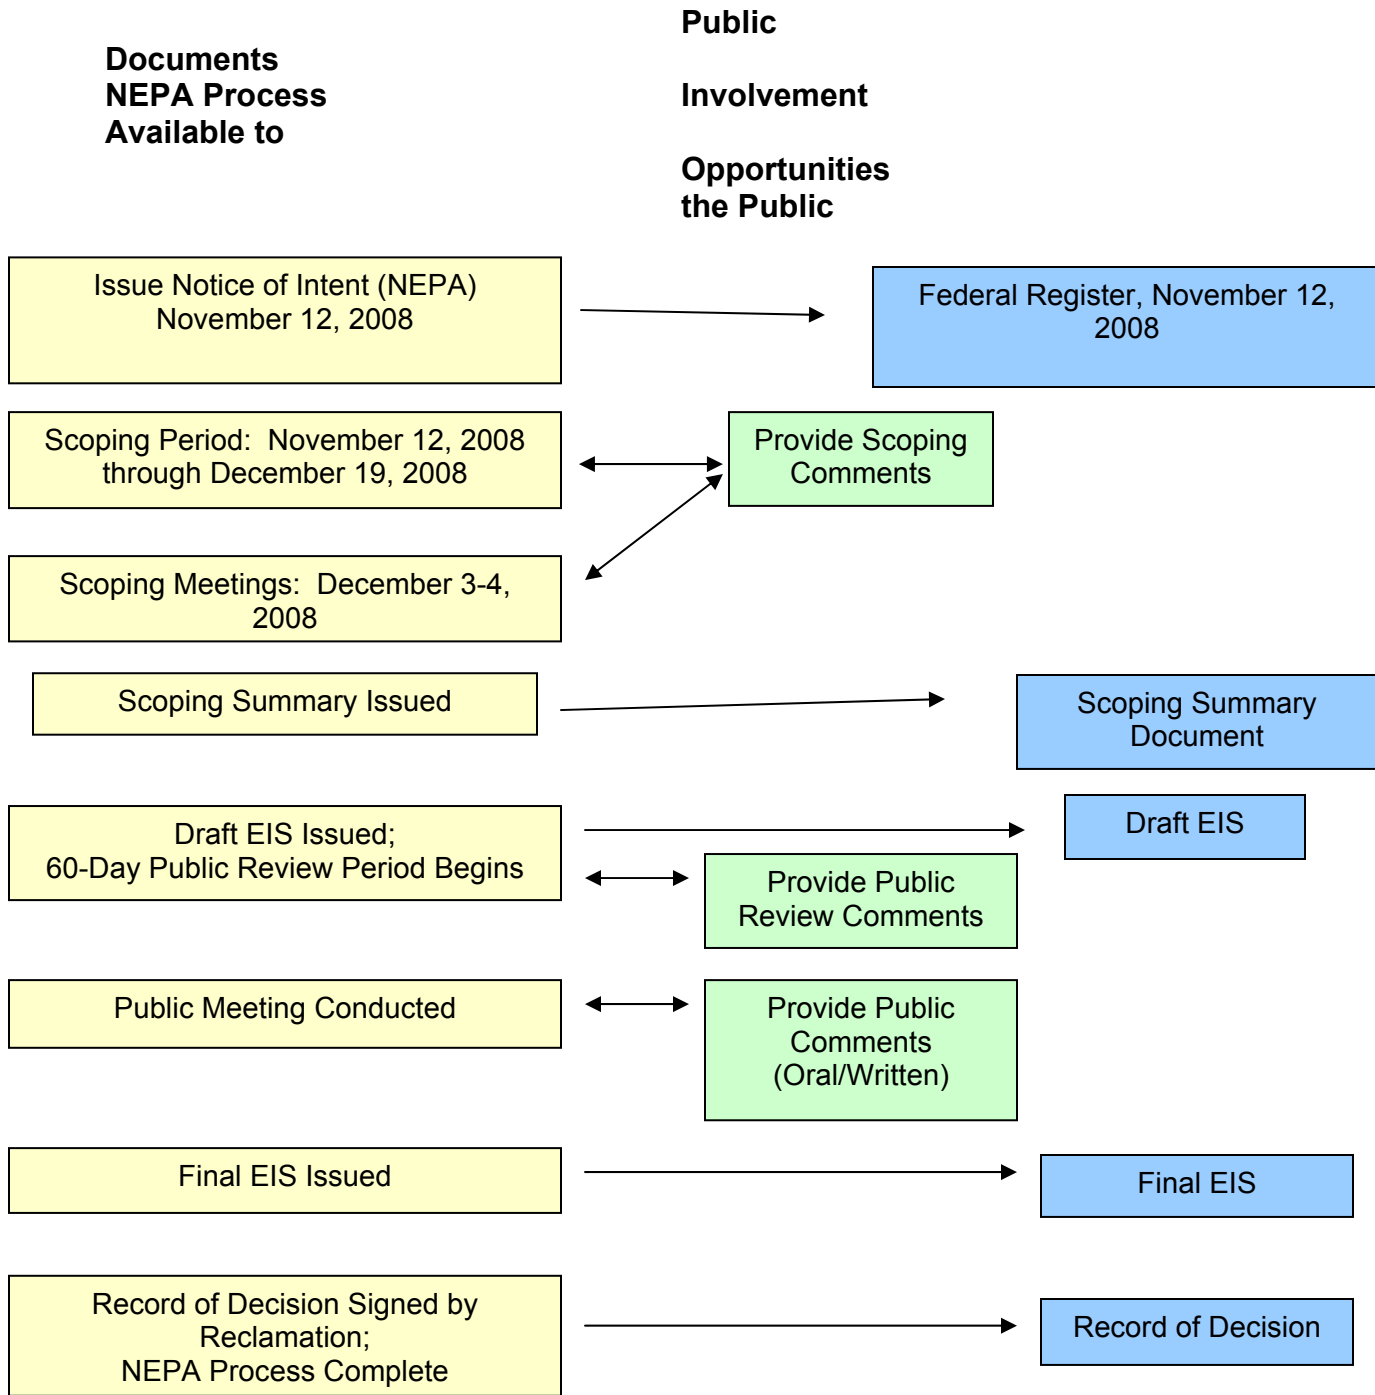 Documents
NEPA Process
Available to
Public
Involvement
Opportunities
the Public
Issue Notice of Intent (NEPA)
November 12, 2008
Federal Register, November 12,
2008
Scoping Period:  November 12, 2008
through December 19, 2008
Provide Scoping
Comments
Scoping Meetings:  December 3-4,
2008
Scoping Summary Issued
Scoping Summary
Document
Draft EIS Issued;
60-Day Public Review Period Begins
Draft EIS
Provide Public
Review Comments
Public Meeting Conducted
Provide Public
Comments
(Oral/Written)
Final EIS Issued
Final EIS
Record of Decision Signed by
Reclamation;
NEPA Process Complete
Record of Decision